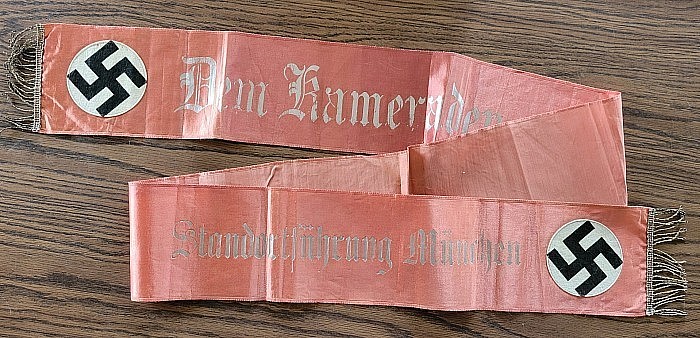 Dem Kameraden
Standortführung München